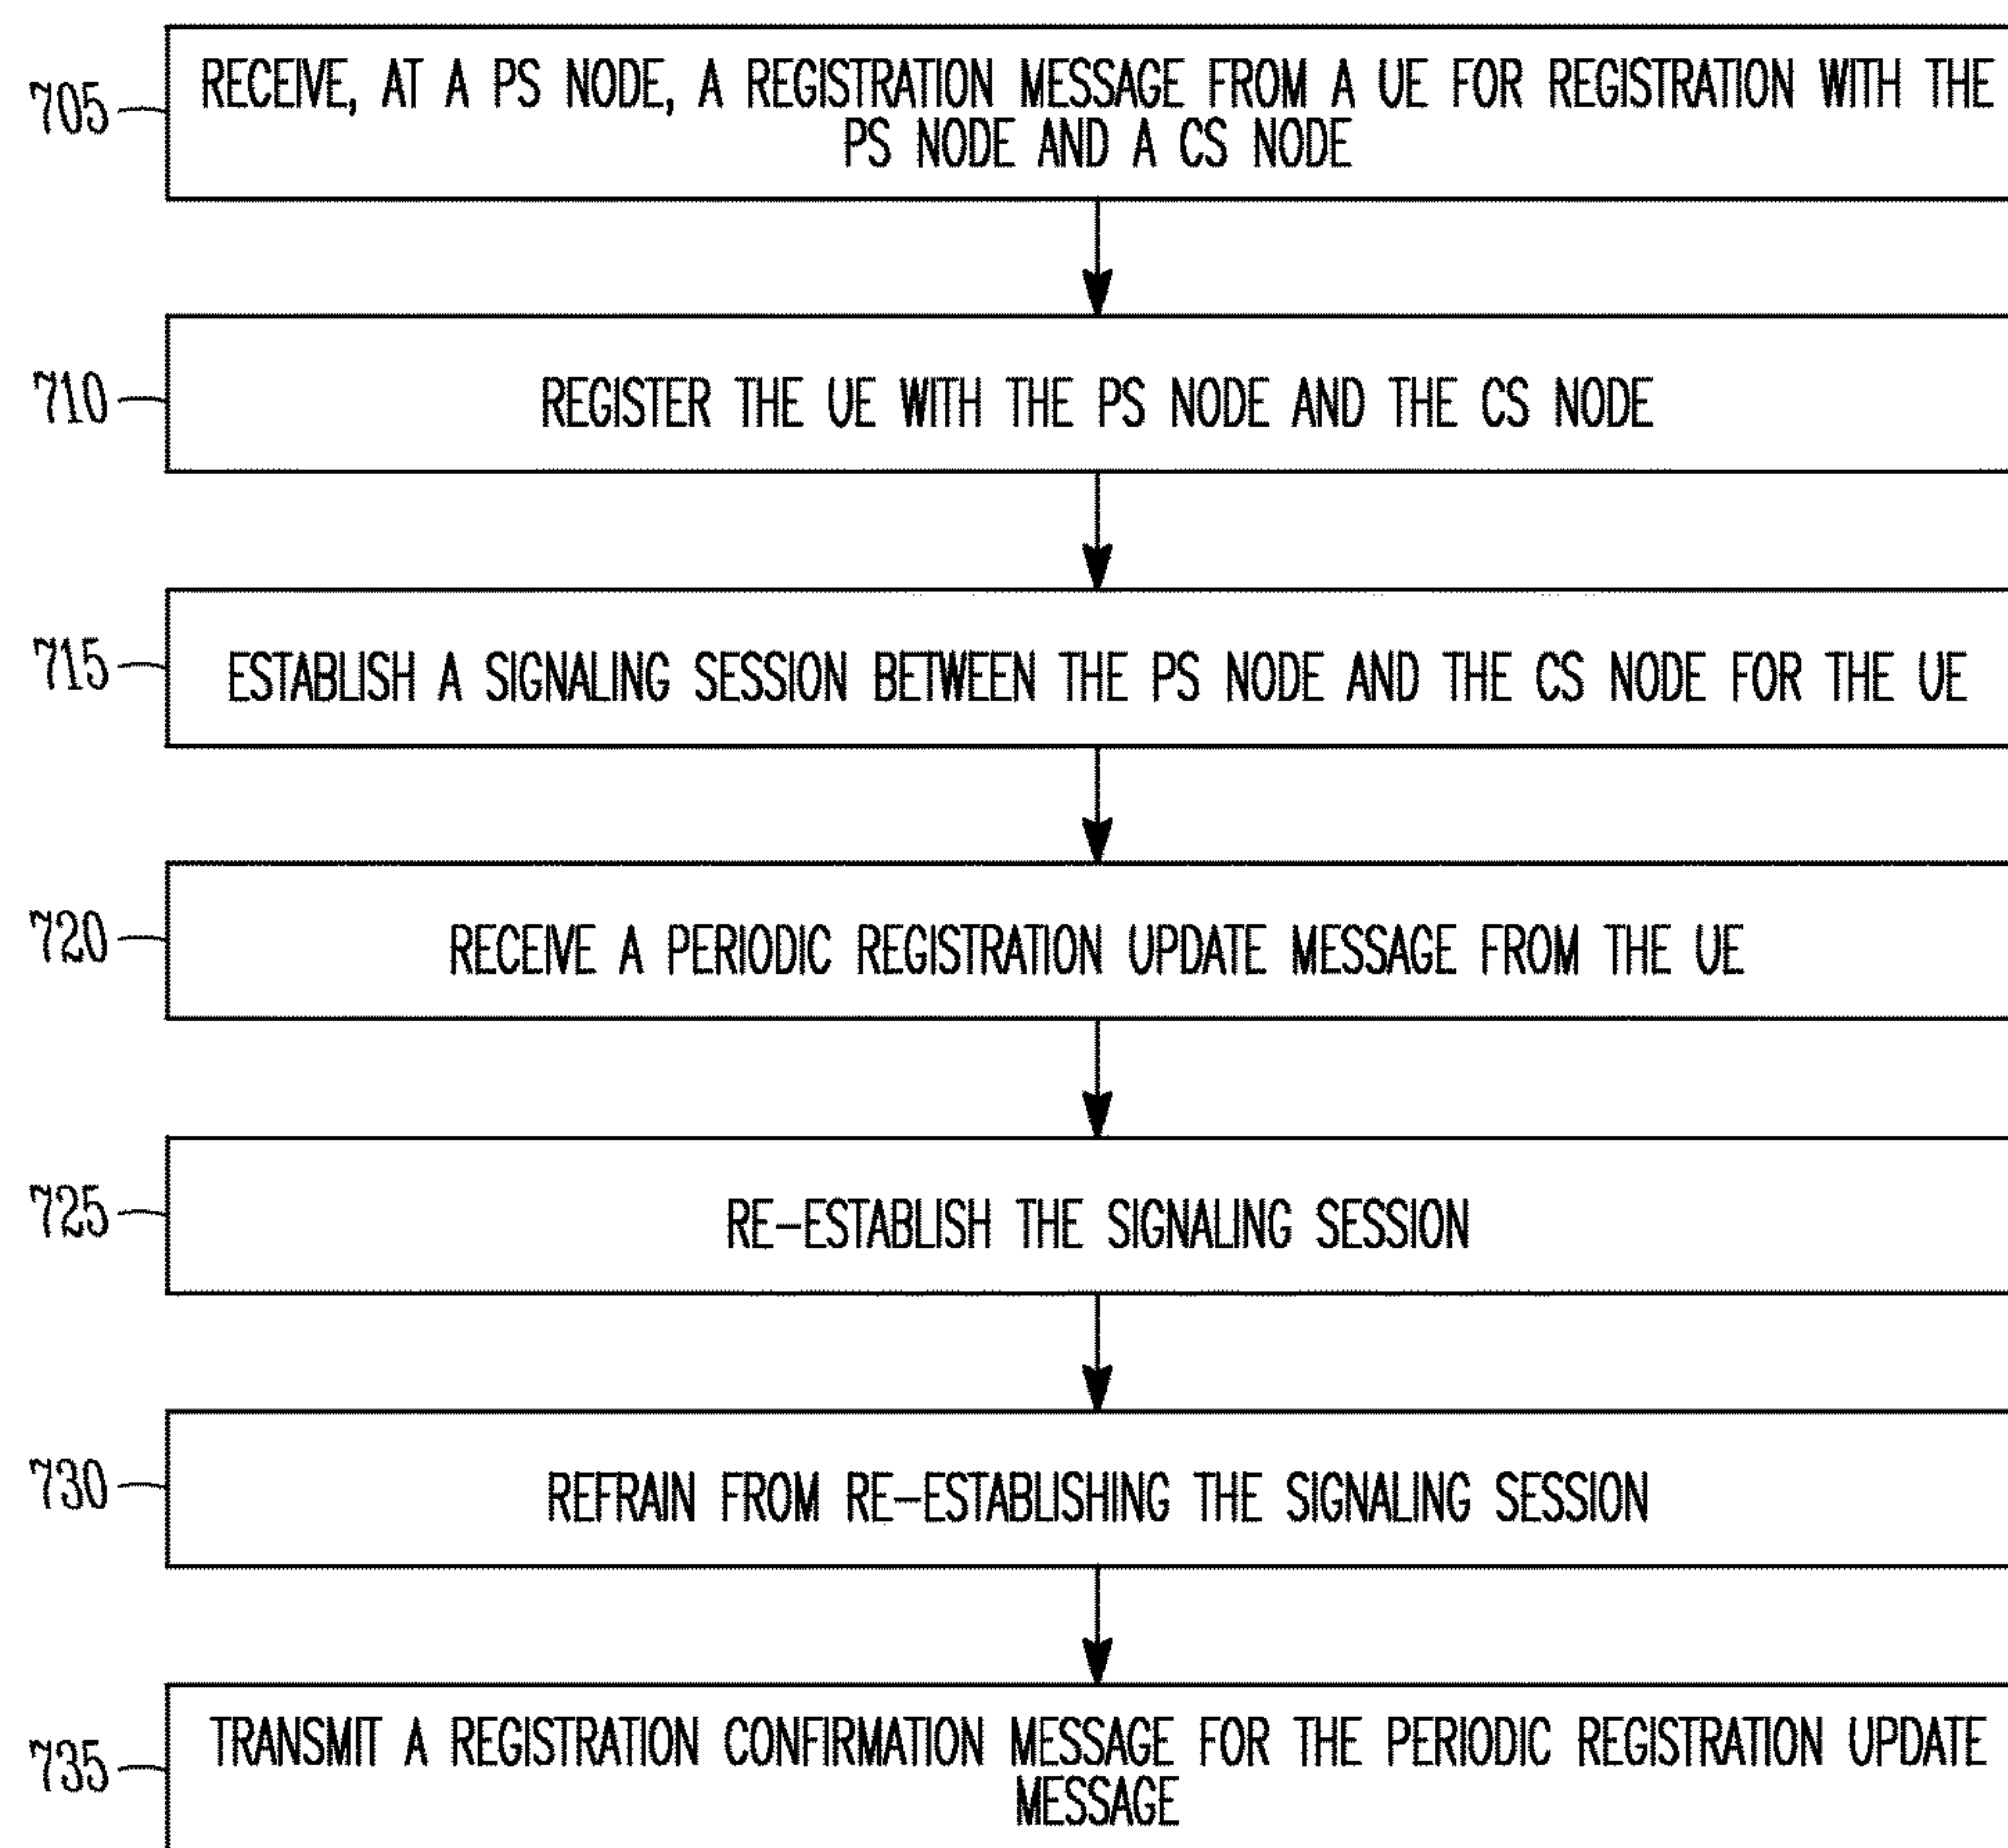 705
RECEIVE, AT A PS NODE, A REGISTRATION MESSAGE FROM A UE FOR REGISTRATION WITH THE
PS NODE AND A CS NODE
710
REGISTER THE UE WITH THE PS NODE AND THE CS NODE
715
ESTABLISH A SIGNALING SESSION BETWEEN THE PS NODE AND THE CS NODE FOR THE UE
720
RECEIVE A PERIODIC REGISTRATION UPDATE MESSAGE FROM THE UE
725
RE-ESTABLISH THE SIGNALING SESSION
730
REFRAIN FROM RE-ESTABLISHING THE SIGNALING SESSION
735
TRANSMIT A REGISTRATION CONFIRMATION MESSAGE FOR THE PERIODIC REGISTRATION UPDATE
MESSAGE